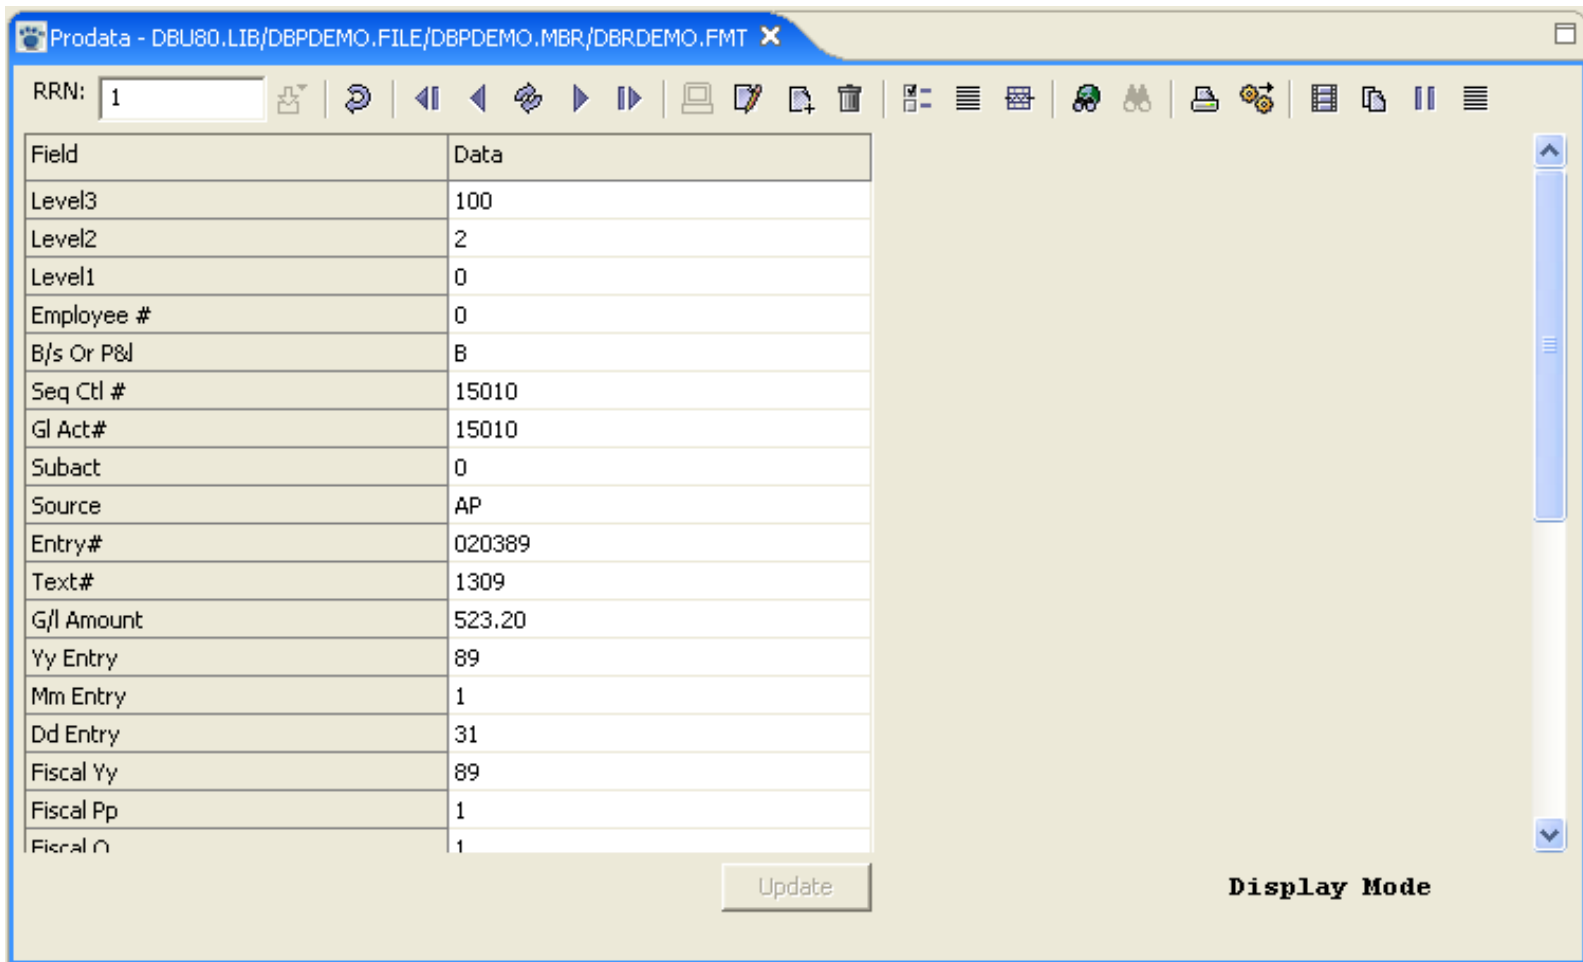 Prodata - DBU80.LIB/DBPDEMO.FILE/DBPDEMO.MBR/DBRDEMO.FMT
RRN: 1
Field Data
Level3 100
Level2 2
Level1 0
Employee # 0
B/s Or P&l B
Seq Ctl # 15010
Gl Act# 15010
Subact 0
Source AP
Entry# 020389
Text# 1309
G/l Amount 523.20
Yy Entry 89
Mm Entry 1
Dd Entry 31
Fiscal Yy 89
Fiscal Pp 1
Fiscal Q 1
Update Display Mode